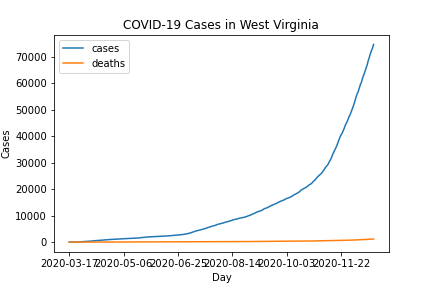 COVID-19 Cases in West Virginia
cases
deaths
70000
60000
50000
40000
30000
20000
10000
0
Cases
2020-03-17 2020-05-06 2020-06-25 2020-08-14 2020-10-03 2020-11-22
Day